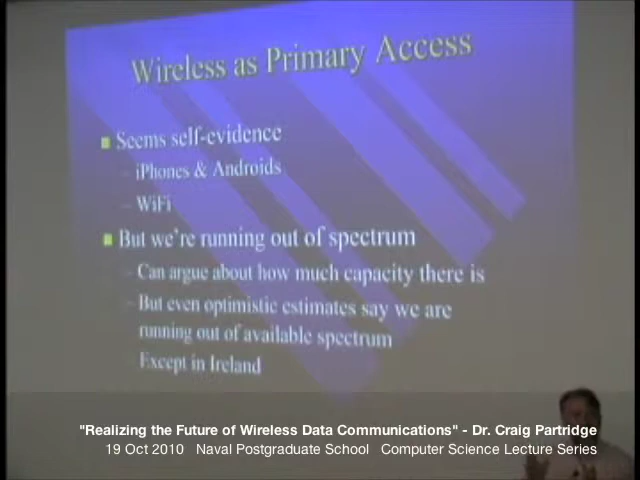 Wireless as Primary Access
Seems self-evidence
– iPhones & Androids
– WiFi
But we're running out of spectrum
– Can argue about how much capacity there is
– But even optimistic estimates say we are
running out of available spectrum
– Except in Ireland
"Realizing the Future of Wireless Data Communications" - Dr. Craig Partridge
19 Oct 2010 Naval Postgraduate School Computer Science Lecture Series